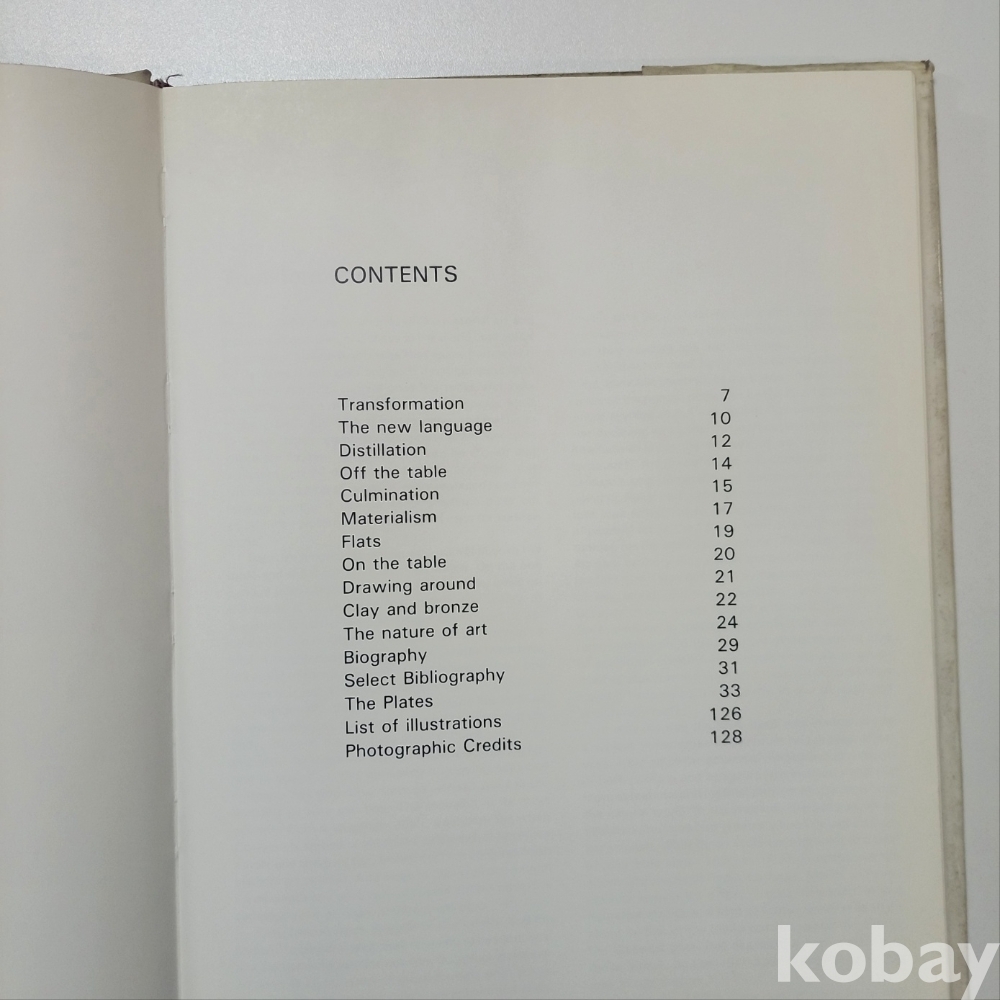 CONTENTS
Transformation 7
The new language 10
Distillation 12
Off the table 14
Culmination 15
Materialism 17
Flats 19
On the table 20
Drawing around 21
Clay and bronze 22
The nature of art 24
Biography 29
Select Bibliography 31
The Plates 33
List of illustrations 126
Photographic Credits 128
kobay